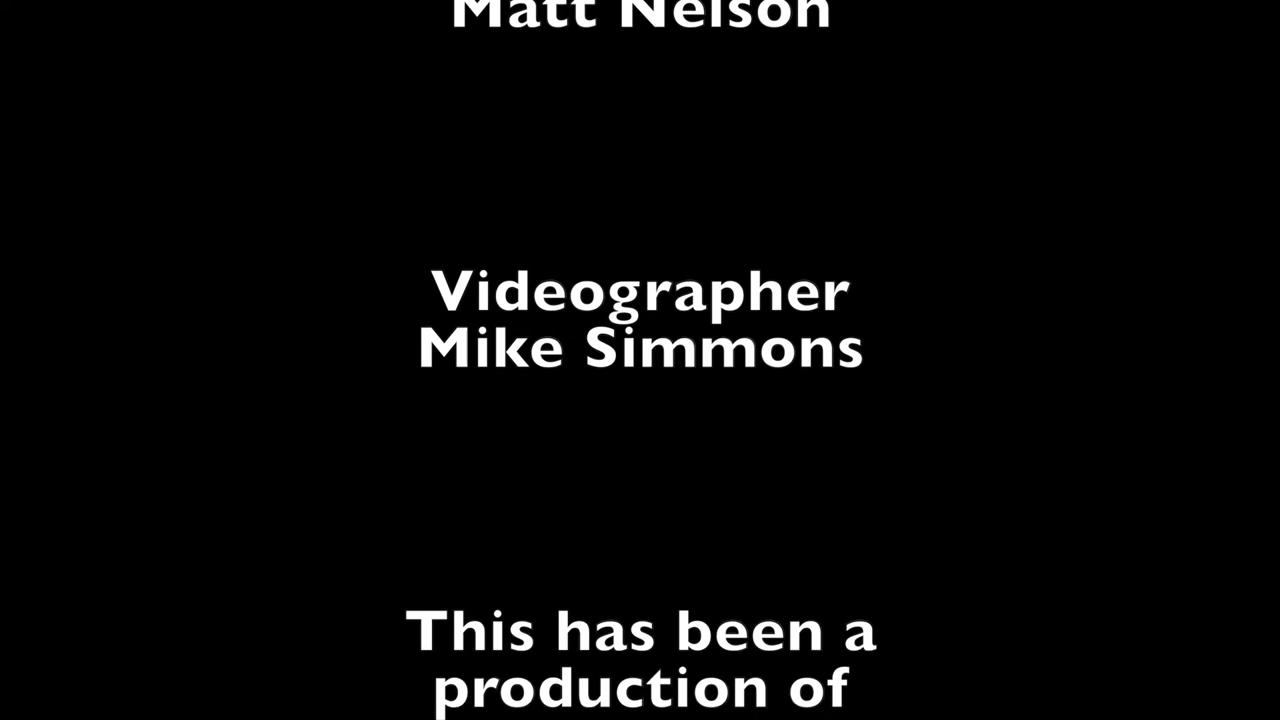 Matt Nelson
Videographer
Mike Simmons
This has been a
production of